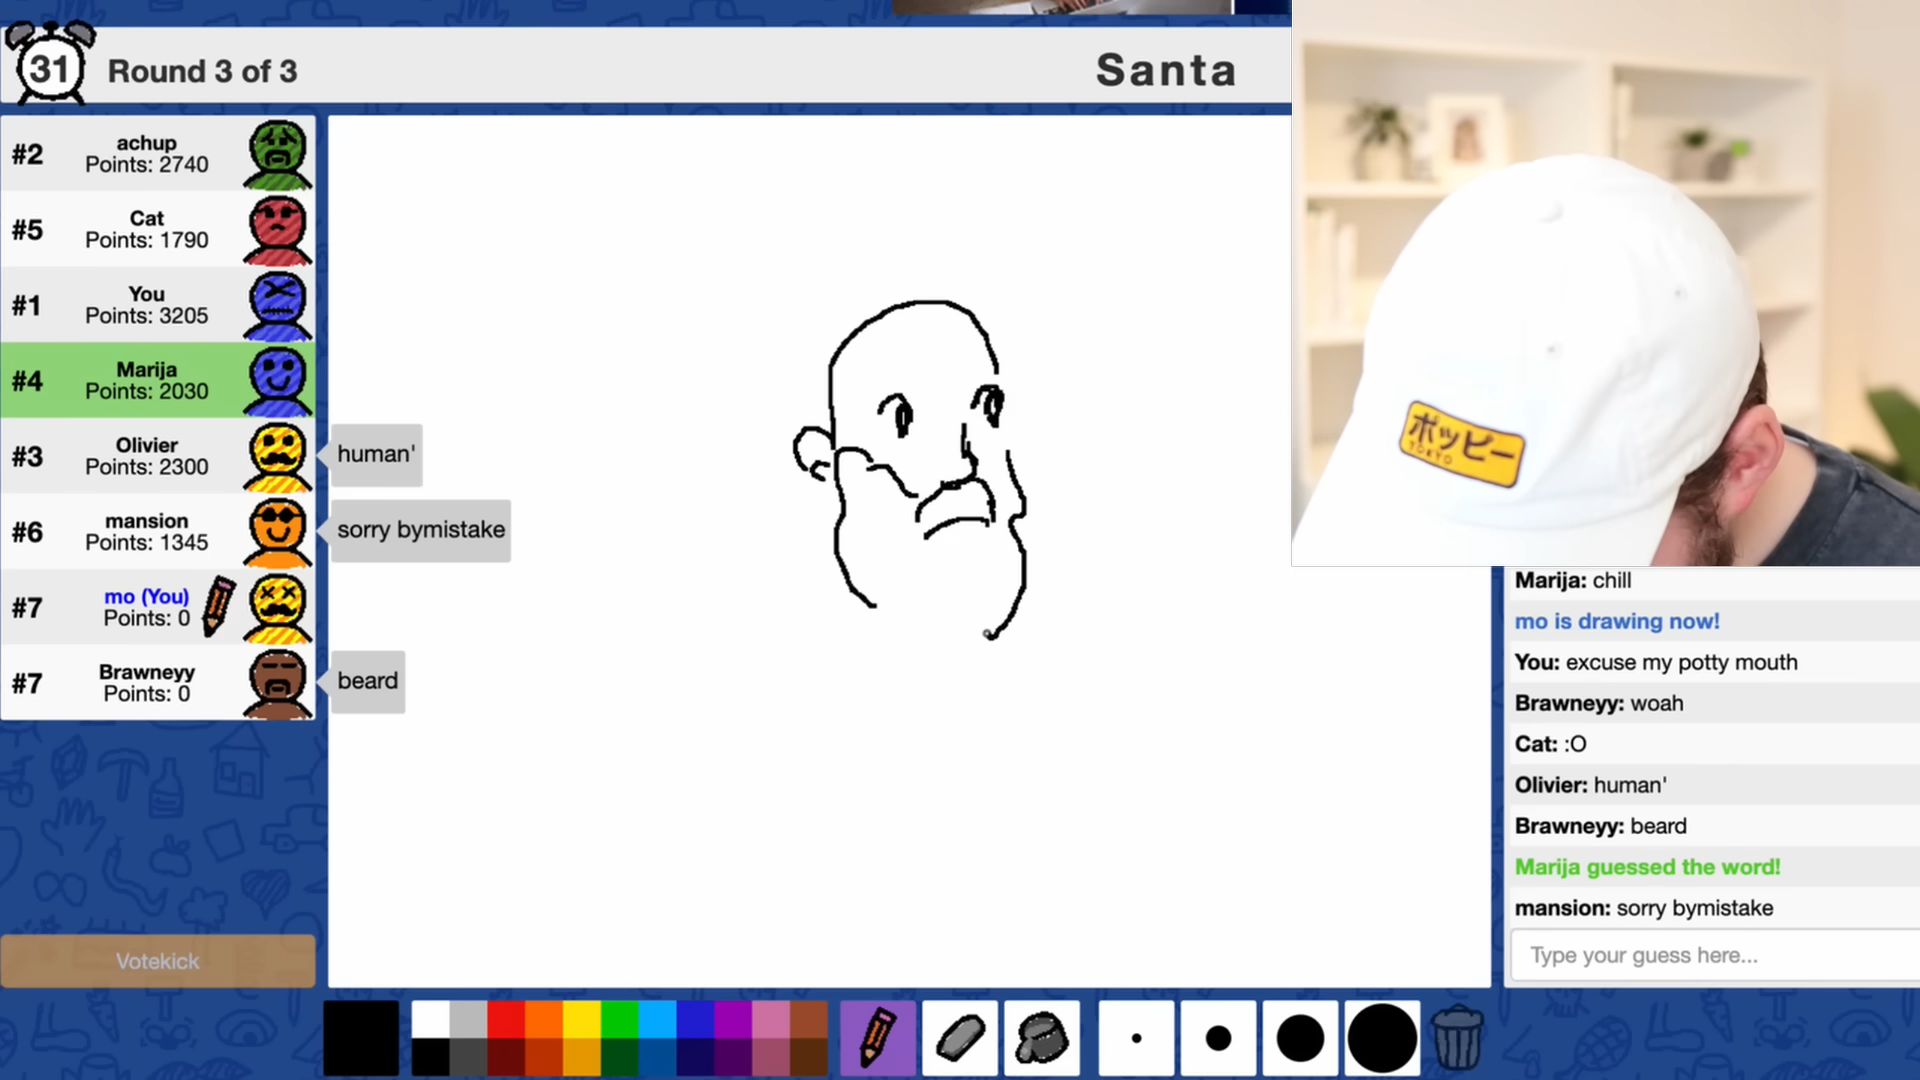 31
Round 3 of 3
Santa
#2
achup
Points: 2740
#5
Cat
Points: 1790
#1
You
Points: 3205
#4
Marija
Points: 2030
#3
Olivier
Points: 2300
human'
#6
mansion
Points: 1345
sorry bymistake
#7
mo (You)
Points: 0
#7
Brawneyy
Points: 0
beard
Votekick
ポッピー
TOKYO
Marija: chill
mo is drawing now!
You: excuse my potty mouth
Brawneyy: woah
Cat: :O
Olivier: human'
Brawneyy: beard
Marija guessed the word!
mansion: sorry bymistake
Type your guess here...